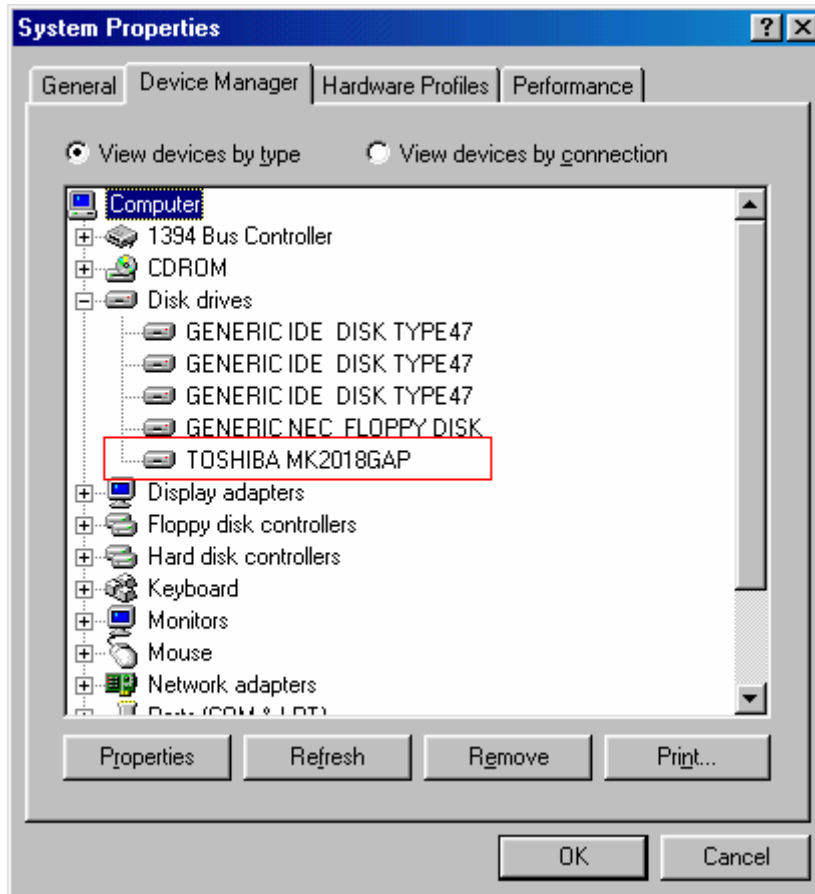 System Properties
General Device Manager Hardware Profiles Performance
View devices by type View devices by connection
Computer
1394 Bus Controller
CDROM
Disk drives
GENERIC IDE DISK TYPE47
GENERIC IDE DISK TYPE47
GENERIC IDE DISK TYPE47
GENERIC NEC FLOPPY DISK
TOSHIBA MK2018GAP
Display adapters
Floppy disk controllers
Hard disk controllers
Keyboard
Monitors
Mouse
Network adapters
Ports (COM & LPT)
Properties Refresh Remove Print...
OK Cancel